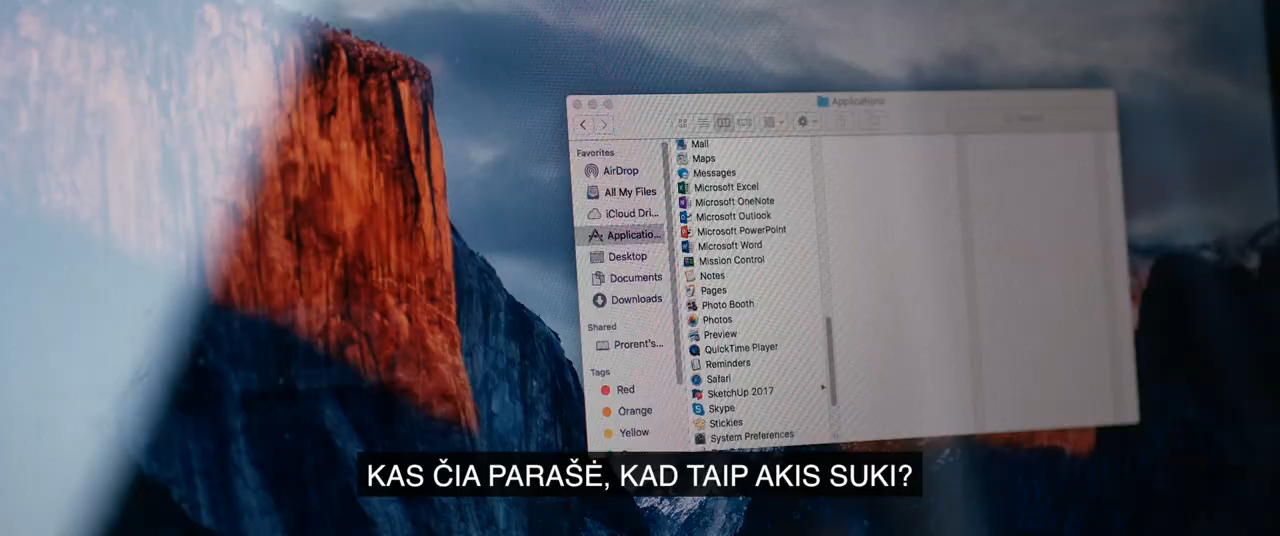 Applications
Favorites
AirDrop
All My Files
iCloud Dri...
Applicatio...
Desktop
Documents
Downloads
Shared
Prorent's...
Tags
Red
Orange
Yellow
Mail
Maps
Messages
Microsoft Excel
Microsoft OneNote
Microsoft Outlook
Microsoft PowerPoint
Microsoft Word
Mission Control
Notes
Pages
Photo Booth
Photos
Preview
QuickTime Player
Reminders
Safari
SketchUp 2017
Skype
Stickies
System Preferences
KAS ČIA PARAŠĖ, KAD TAIP AKIS SUKI?